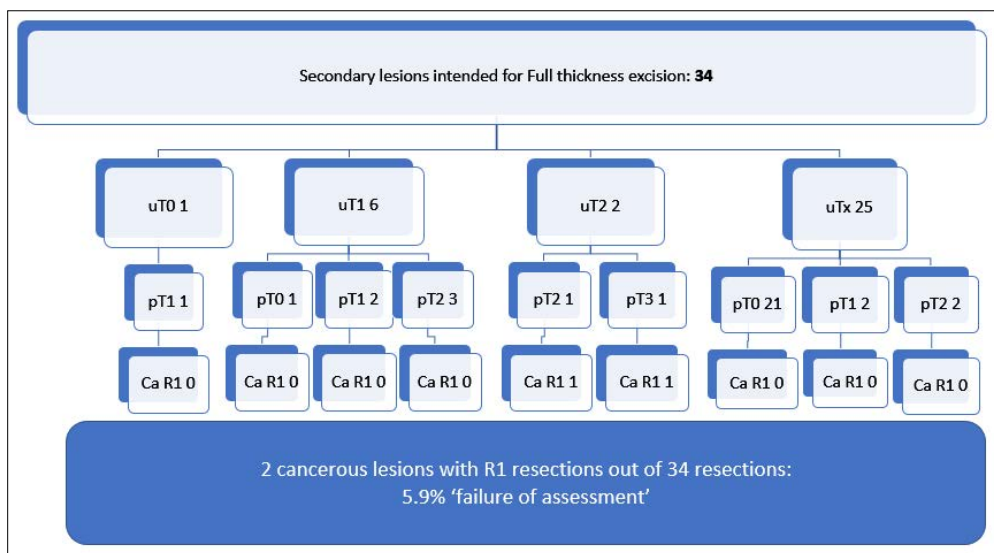 Secondary lesions intended for Full thickness excision: 34
uT0 1
uT1 6
uT2 2
uTx 25
pT1 1
pT0 1
pT1 2
pT2 3
pT2 1
pT3 1
pT0 21
pT1 2
pT2 2
Ca R1 0
Ca R1 0
Ca R1 0
Ca R1 0
Ca R1 1
Ca R1 1
Ca R1 0
Ca R1 0
Ca R1 0
2 cancerous lesions with R1 resections out of 34 resections:
5.9% ‘failure of assessment’